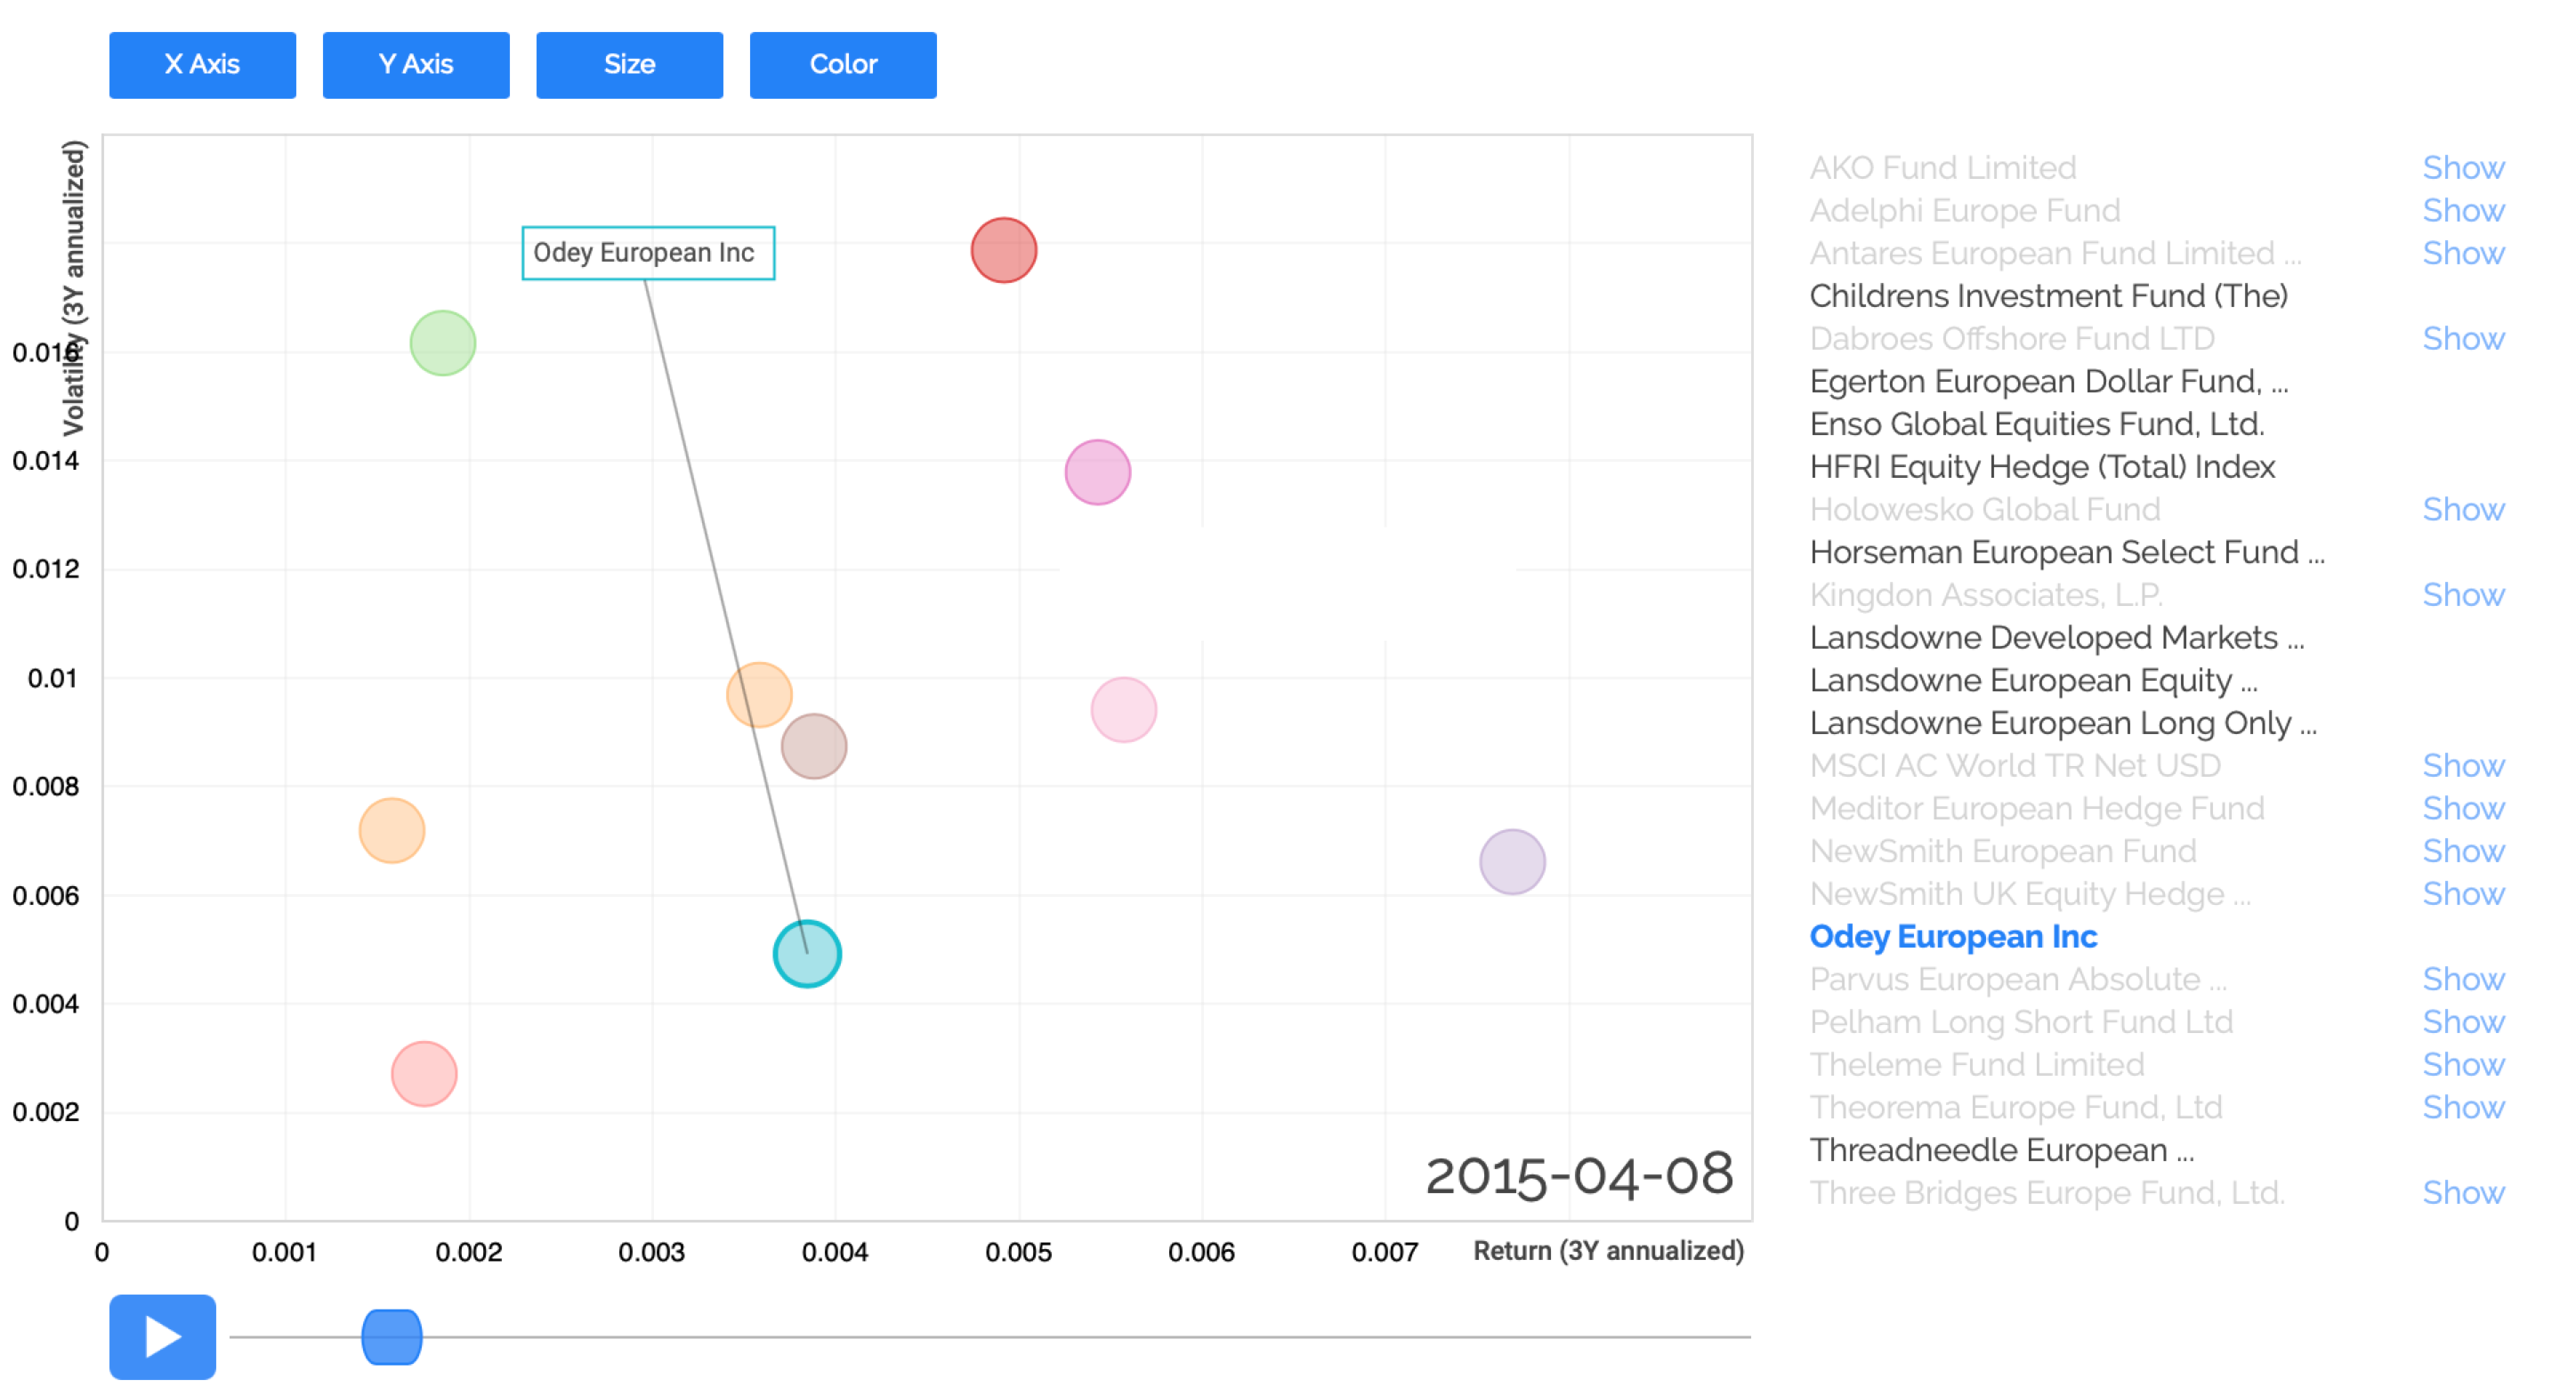 X Axis
Y Axis
Size
Color
Volatility (3Y annualized)
Odey European Inc
0.016
0.014
0.012
0.01
0.008
0.006
0.004
0.002
0
2015-04-08
0
0.001
0.002
0.003
0.004
0.005
0.006
0.007
Return (3Y annualized)
AKO Fund Limited Show
Adelphi Europe Fund Show
Antares European Fund Limited ... Show
Childrens Investment Fund (The)
Dabroes Offshore Fund LTD Show
Egerton European Dollar Fund, ...
Enso Global Equities Fund, Ltd.
HFRI Equity Hedge (Total) Index
Holowesko Global Fund Show
Horseman European Select Fund ...
Kingdon Associates, L.P. Show
Lansdowne Developed Markets ...
Lansdowne European Equity ...
Lansdowne European Long Only ...
MSCI AC World TR Net USD Show
Meditor European Hedge Fund Show
NewSmith European Fund Show
NewSmith UK Equity Hedge ... Show
Odey European Inc
Parvus European Absolute ... Show
Pelham Long Short Fund Ltd Show
Theleme Fund Limited Show
Theorema Europe Fund, Ltd Show
Threadneedle European ...
Three Bridges Europe Fund, Ltd. Show